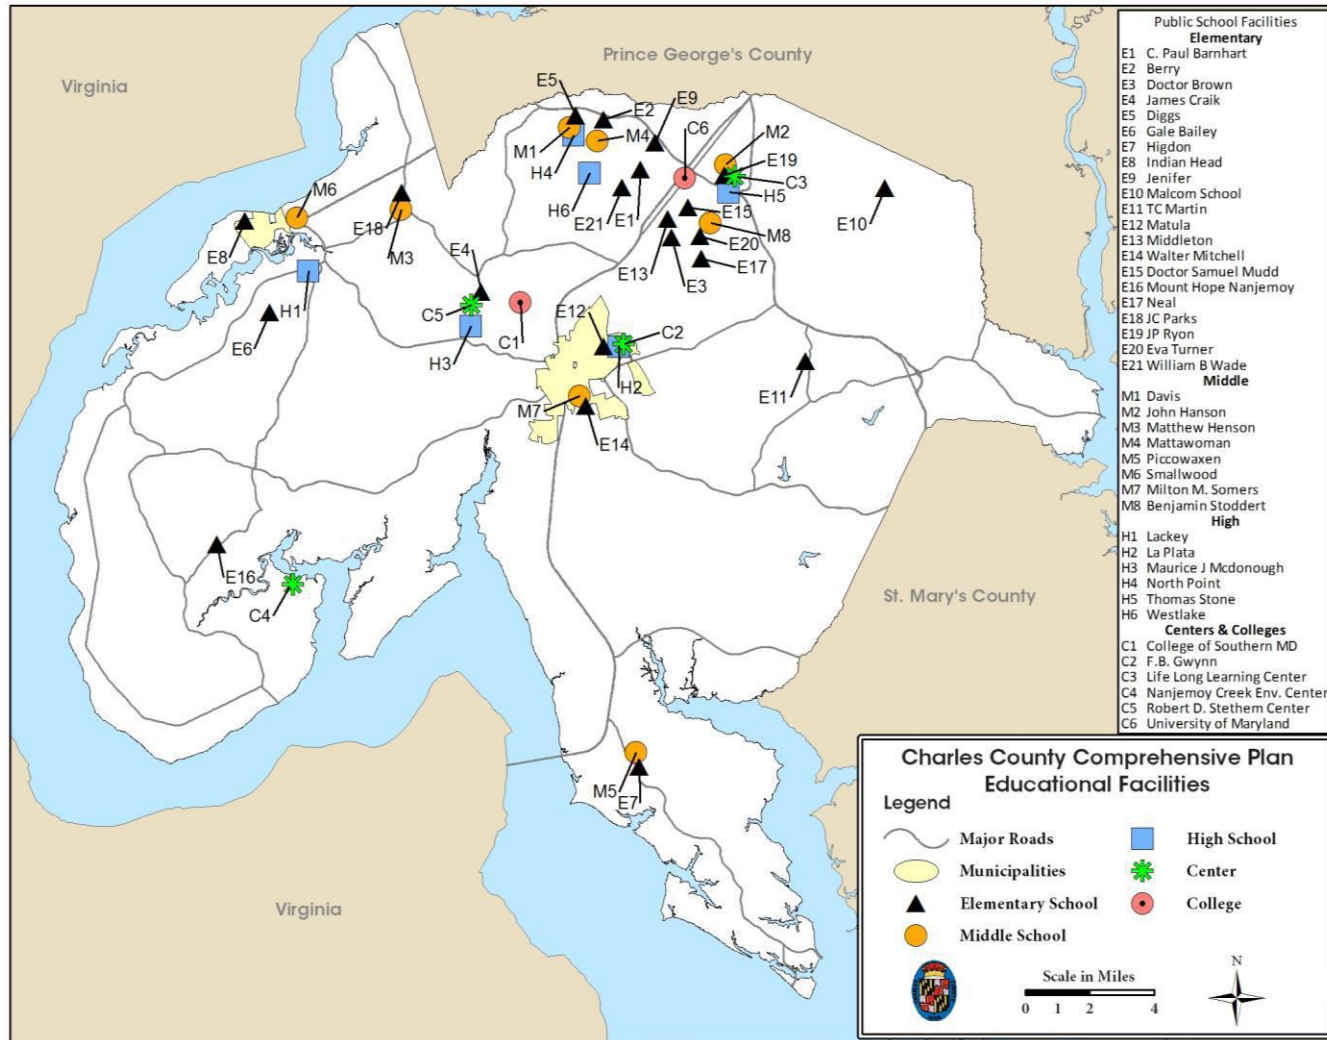 Public School Facilities
Elementary
E1 C. Paul Barnhart
E2 Berry
E3 Doctor Brown
E4 James Craik
E5 Diggs
E6 Gale Bailey
E7 Higdon
E8 Indian Head
E9 Jenifer
E10 Malcom School
E11 TC Martin
E12 Matula
E13 Middleton
E14 Walter Mitchell
E15 Doctor Samuel Mudd
E16 Mount Hope Nanjemoy
E17 Neal
E18 JC Parks
E19 JP Ryon
E20 Eva Turner
E21 William B Wade
Middle
M1 Davis
M2 John Hanson
M3 Matthew Henson
M4 Mattawoman
M5 Piccowaxen
M6 Smallwood
M7 Milton M. Somers
M8 Benjamin Stoddert
High
H1 Lackey
H2 La Plata
H3 Maurice J Mcdonough
H4 North Point
H5 Thomas Stone
H6 Westlake
Centers & Colleges
C1 College of Southern MD
C2 F.B. Gwynn
C3 Life Long Learning Center
C4 Nanjemoy Creek Env. Center
C5 Robert D. Stethem Center
C6 University of Maryland
Prince George's County
Virginia
E5
E2
E9
C6
M2
M1
M4
E19
H4
C3
H6
H5
M6
E21
E1
E15
E10
E18
M8
E8
M3
E4
E20
E13
E17
E3
H1
C5
E12
E6
C1
C2
H3
H2
E11
M7
E14
E16
C4
St. Mary's County
M5
E7
Virginia
Charles County Comprehensive Plan
Educational Facilities
Legend
Major Roads
High School
Municipalities
Center
Elementary School
College
Middle School
Scale in Miles
0 1 2 4
N